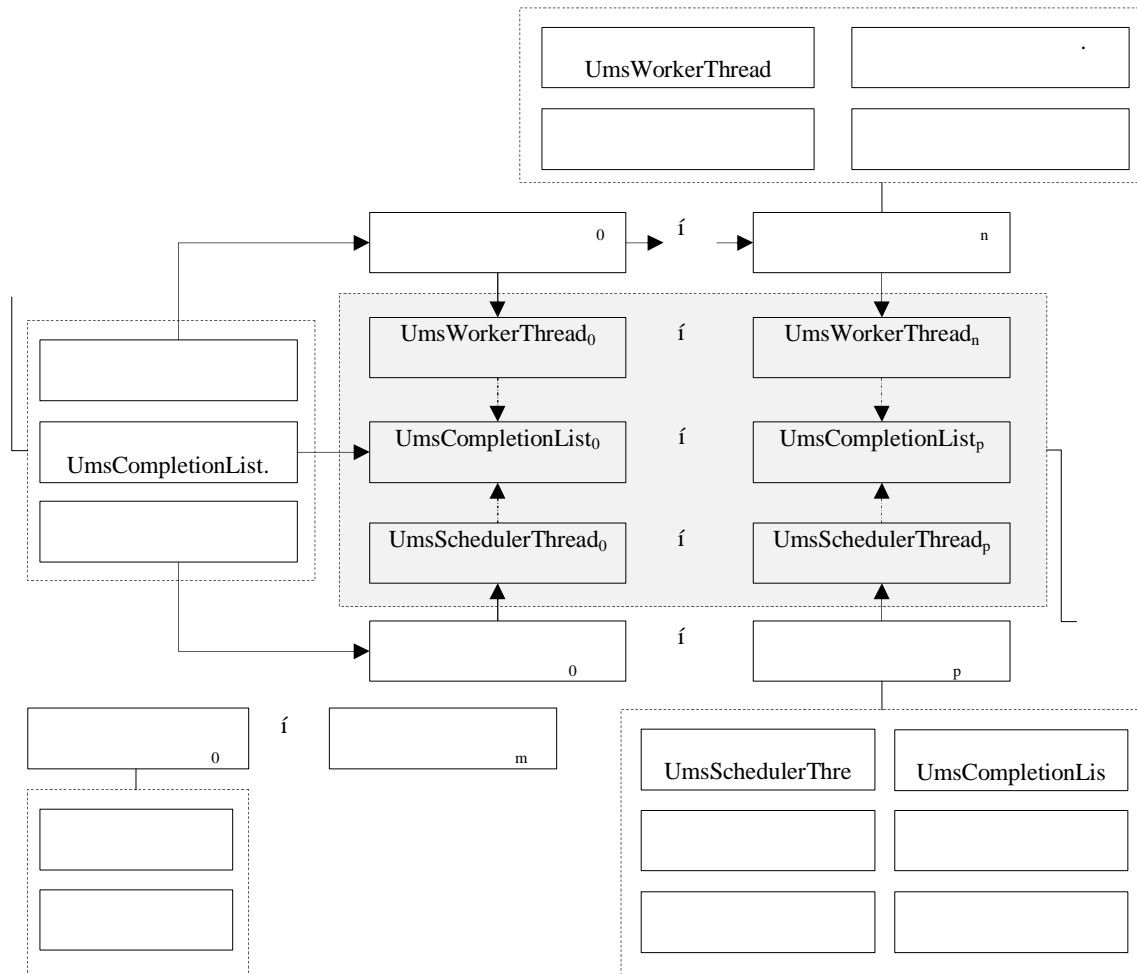 .
UmsWorkerThread
0 í n
UmsWorkerThread0 í UmsWorkerThreadn
UmsCompletionList0 í UmsCompletionListp
UmsCompletionList.
UmsSchedulerThread0 í UmsSchedulerThreadp
í
0 p
í
0 m
UmsSchedulerThre UmsCompletionLis